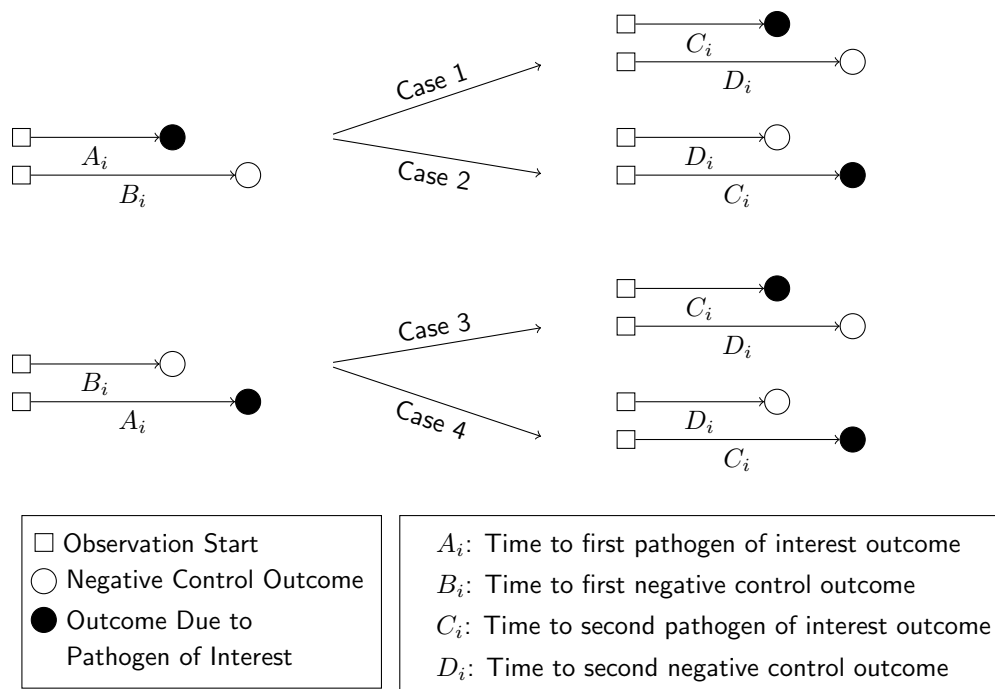 C_i
D_i
Case 1
A_i
B_i
D_i
C_i
Case 2
C_i
D_i
Case 3
B_i
A_i
D_i
C_i
Case 4
Observation Start
Negative Control Outcome
Outcome Due to
Pathogen of Interest
A_i: Time to first pathogen of interest outcome
B_i: Time to first negative control outcome
C_i: Time to second pathogen of interest outcome
D_i: Time to second negative control outcome